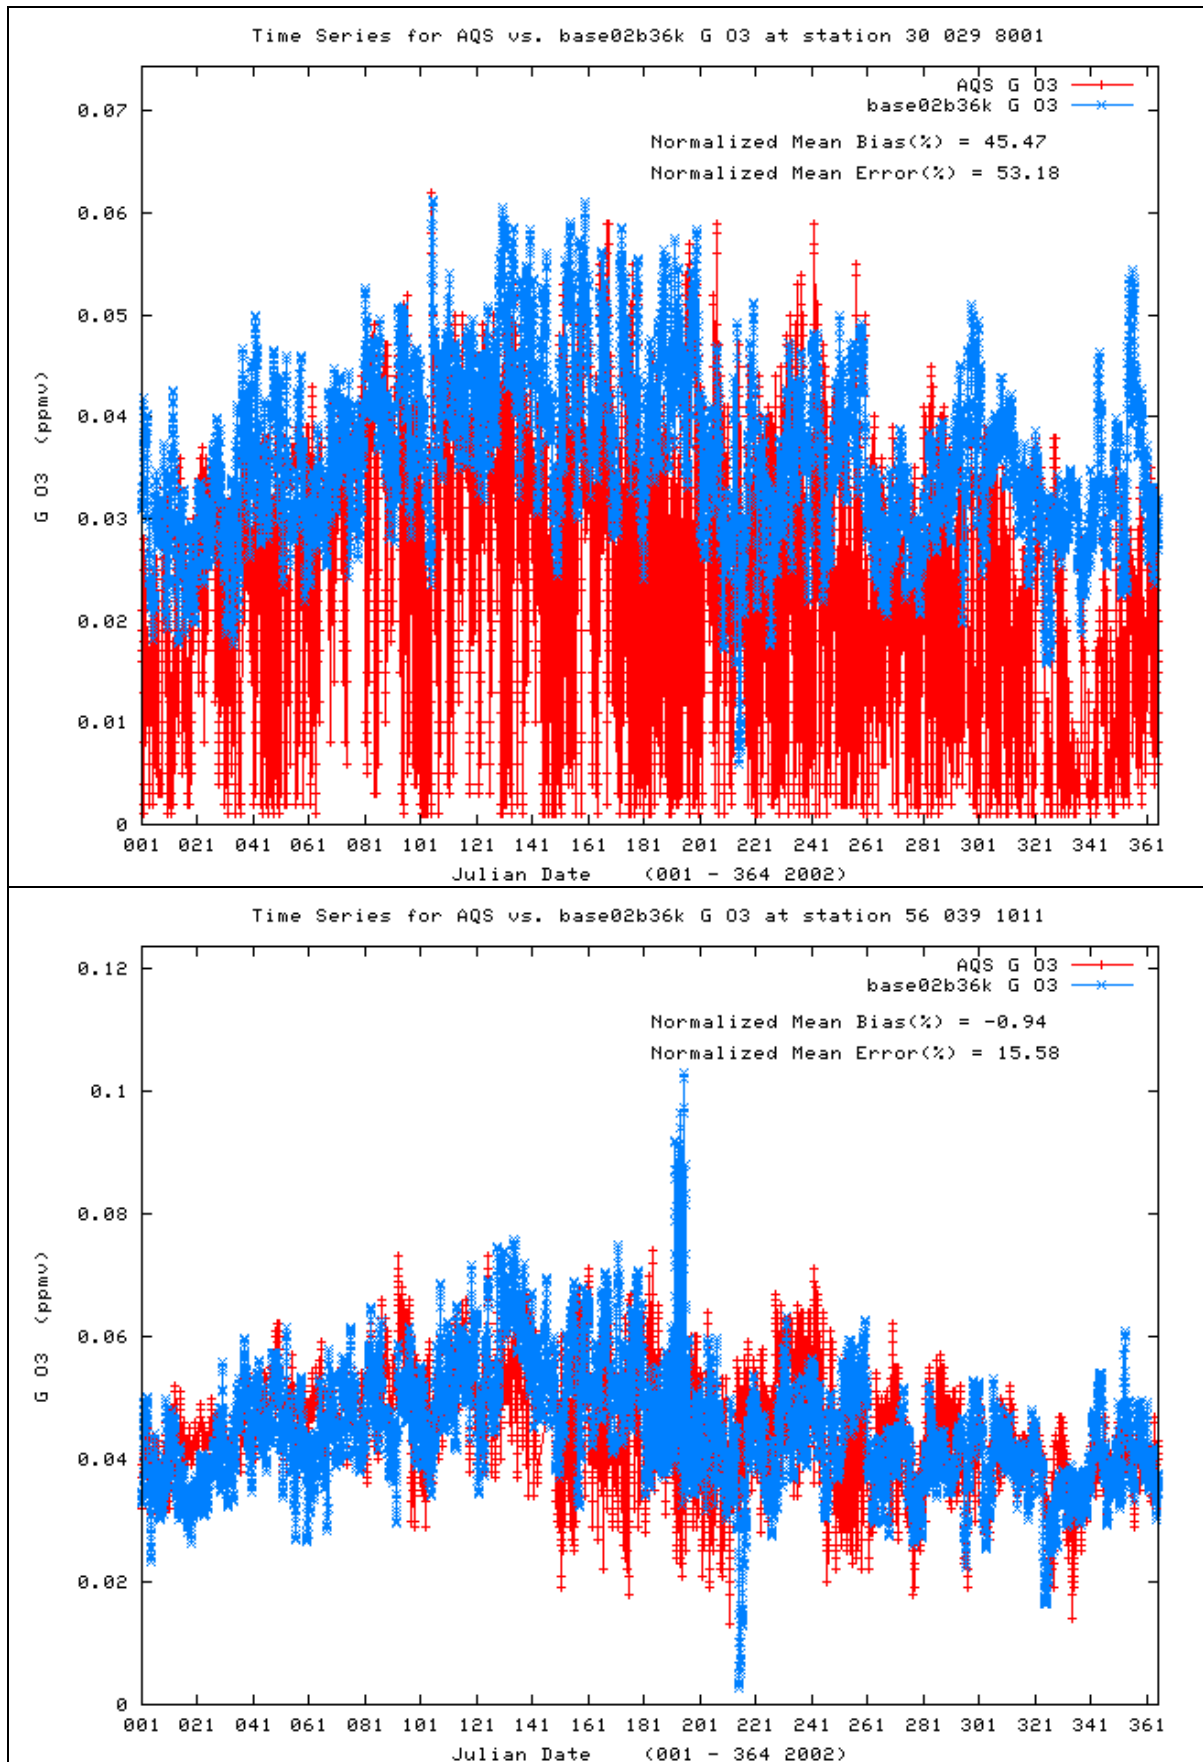 Time Series for AQS vs. base02b36k G O3 at station 30 029 8001
AQS G O3
base02b36k G O3
Normalized Mean Bias(%) = 45.47
Normalized Mean Error(%) = 53.18
0.07
0.06
0.05
0.04
0.03
0.02
0.01
0
G O3 (ppmv)
001 021 041 061 081 101 121 141 161 181 201 221 241 261 281 301 321 341 361
Julian Date (001 - 364 2002)
Time Series for AQS vs. base02b36k G O3 at station 56 039 1011
AQS G O3
base02b36k G O3
Normalized Mean Bias(%) = -0.94
Normalized Mean Error(%) = 15.58
0.12
0.1
0.08
0.06
0.04
0.02
0
G O3 (ppmv)
001 021 041 061 081 101 121 141 161 181 201 221 241 261 281 301 321 341 361
Julian Date (001 - 364 2002)